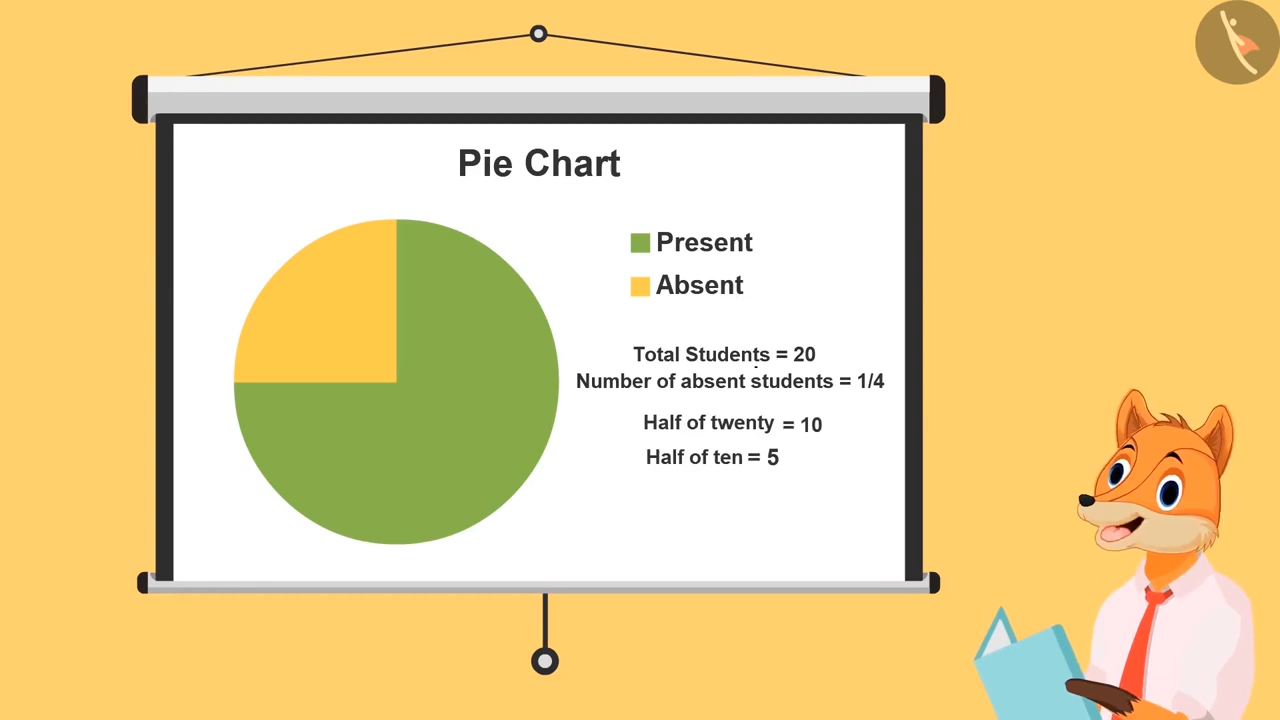 Pie Chart
Present
Absent
Total Students = 20
Number of absent students = 1/4
Half of twenty = 10
Half of ten = 5